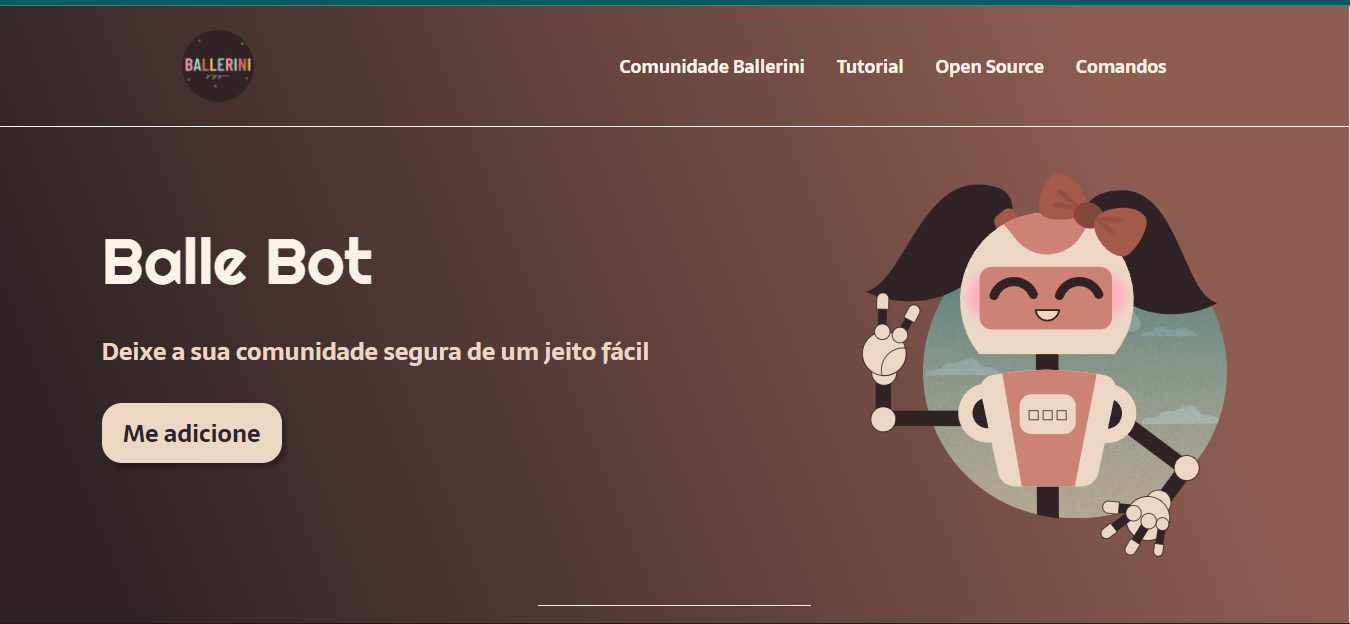 BALLERINI
Comunidade Ballerini Tutorial Open Source Comandos
Balle Bot
Deixe a sua comunidade segura de um jeito fácil
Me adicione